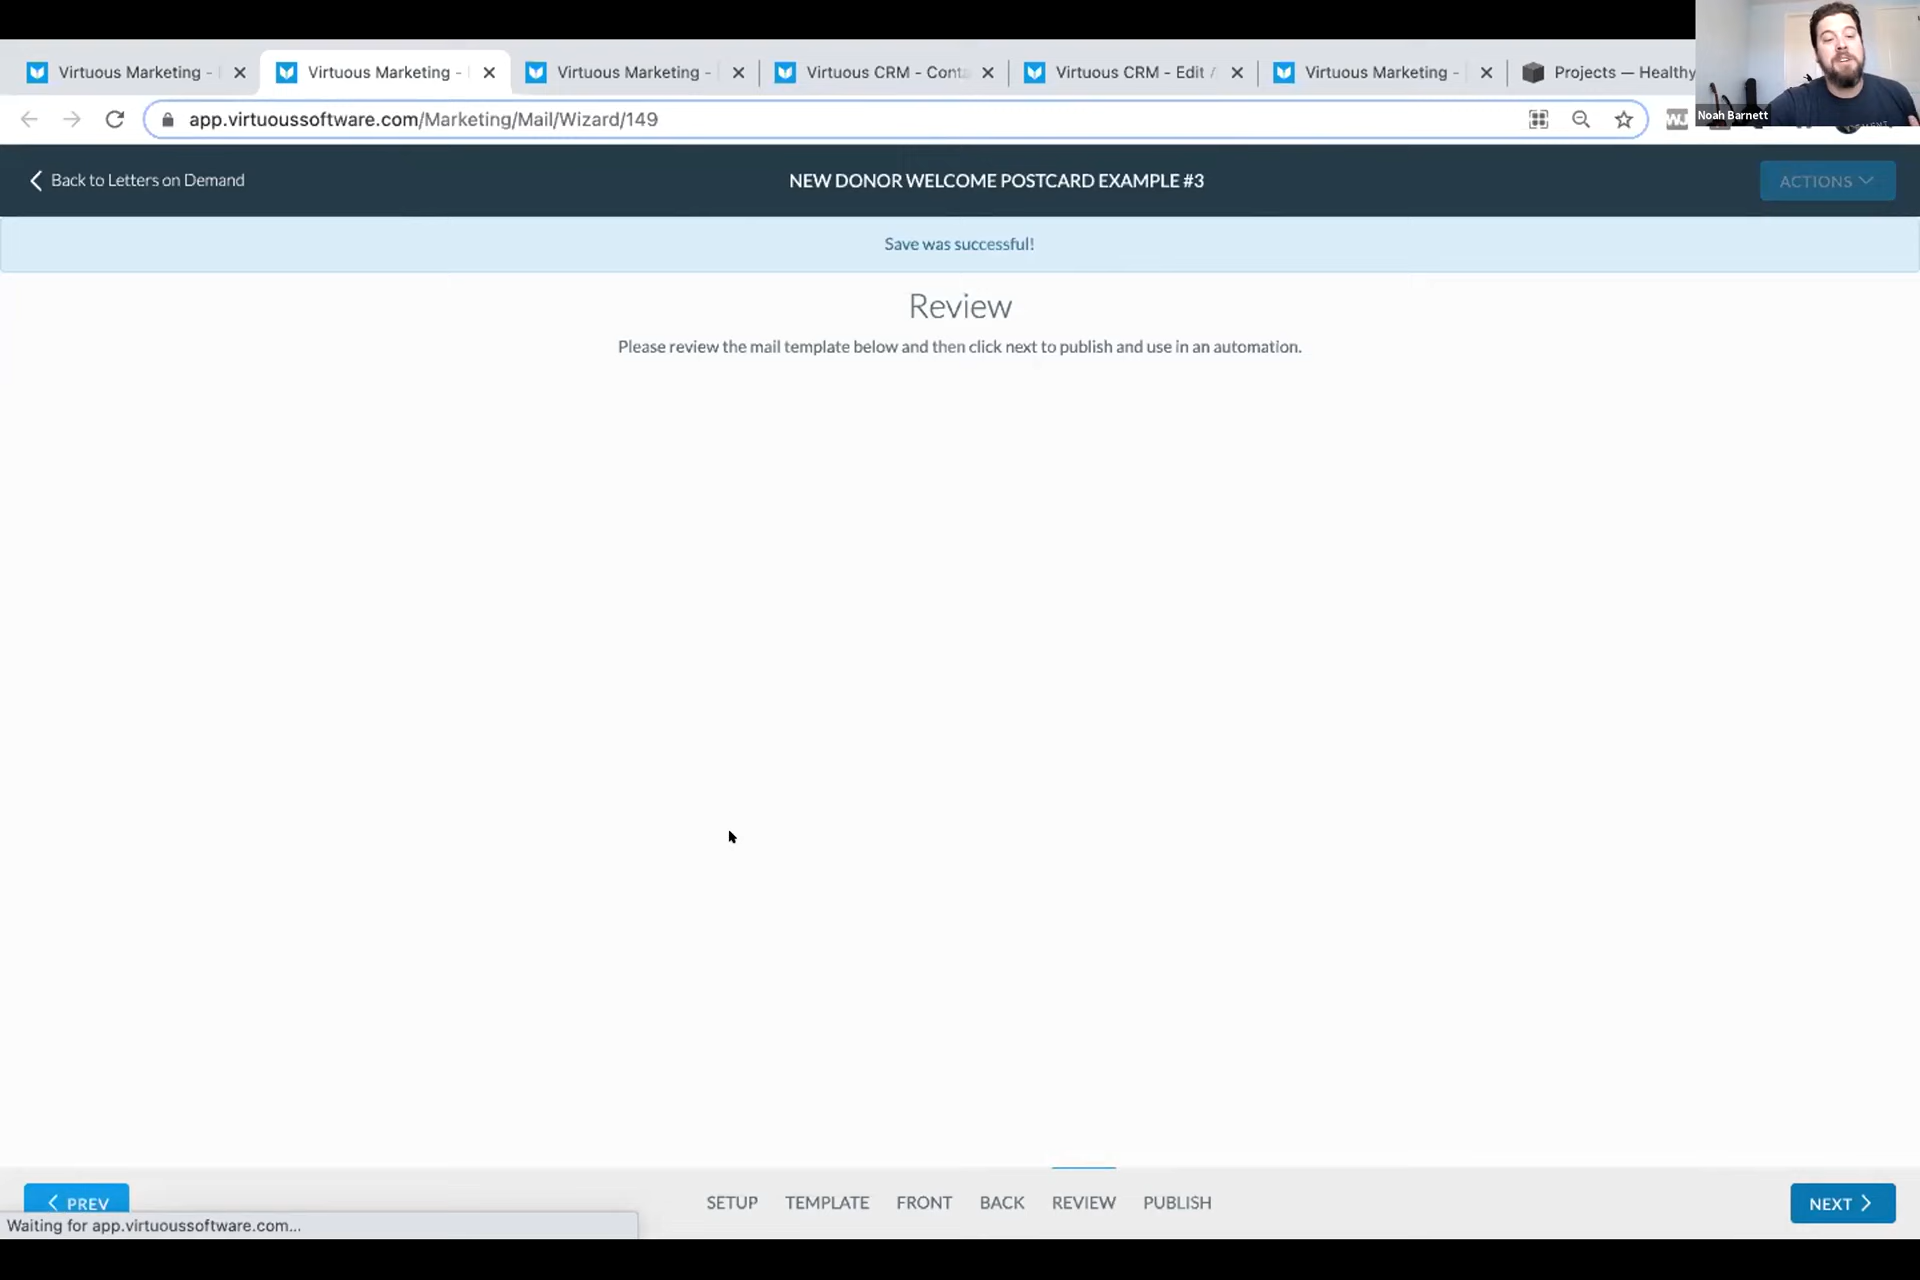 Virtuous Marketing -
Virtuous Marketing -
Virtuous Marketing -
Virtuous CRM - Conta
Virtuous CRM - Edit /
Virtuous Marketing -
Projects — Healthy
app.virtuoussoftware.com/Marketing/Mail/Wizard/149
Noah Barnett
Back to Letters on Demand
NEW DONOR WELCOME POSTCARD EXAMPLE #3
ACTIONS
Save was successful!
Review
Please review the mail template below and then click next to publish and use in an automation.
PREV
SETUP
TEMPLATE
FRONT
BACK
REVIEW
PUBLISH
NEXT
Waiting for app.virtuoussoftware.com...